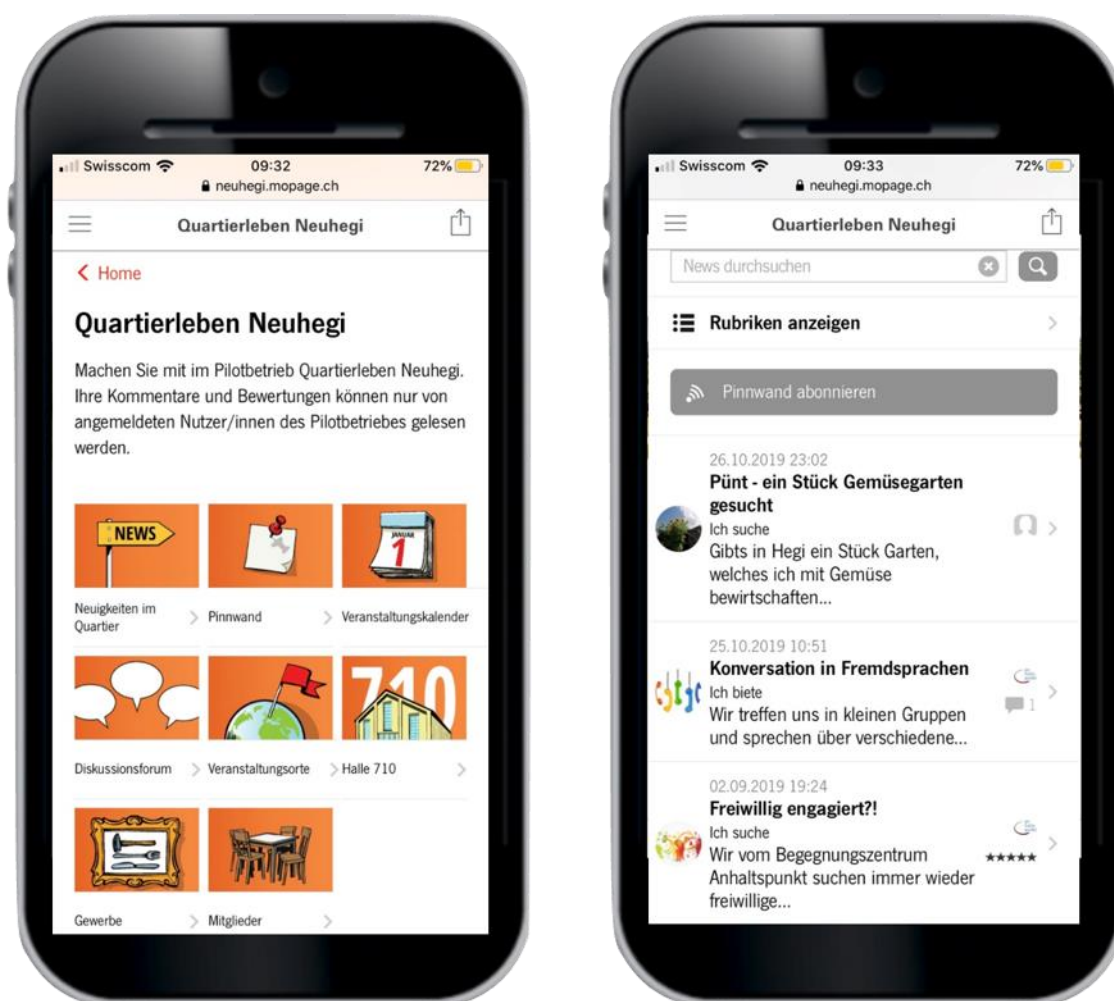 Swisscom
09:32
72%
neuhegi.mopage.ch
Quartierleben Neuhegi
Home
Quartierleben Neuhegi
Machen Sie mit im Pilotbetrieb Quartierleben Neuhegi.
Ihre Kommentare und Bewertungen können nur von
angemeldeten Nutzer/innen des Pilotbetriebes gelesen
werden.
NEWS
JANUAR
1
Neuigkeiten im
Quartier
Pinnwand
Veranstaltungskalender
710
Diskussionsforum
Veranstaltungsorte
Halle 710
Gewerbe
Mitglieder
Swisscom
09:33
72%
neuhegi.mopage.ch
Quartierleben Neuhegi
News durchsuchen
Rubriken anzeigen
Pinnwand abonnieren
26.10.2019 23:02
Pünt - ein Stück Gemüsegarten
gesucht
Ich suche
Gibts in Hegi ein Stück Garten,
welches ich mit Gemüse
bewirtschaften...
25.10.2019 10:51
Konversation in Fremdsprachen
Ich biete
Wir treffen uns in kleinen Gruppen
und sprechen über verschiedene...
1
02.09.2019 19:24
Freiwillig engagiert?!
Ich suche
Wir vom Begegnungszentrum
Anhaltspunkt suchen immer wieder
freiwillige...